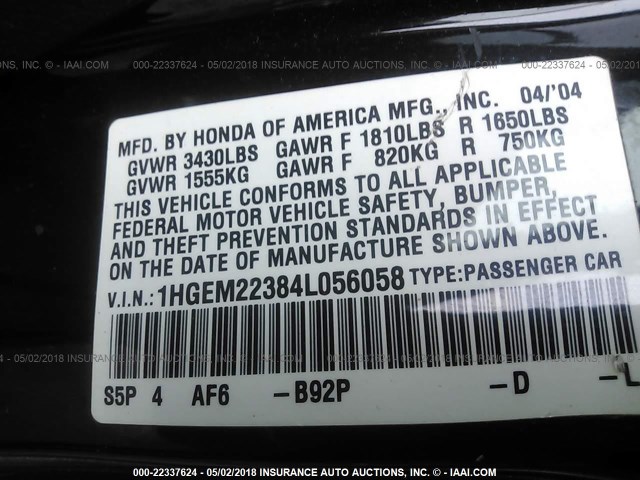 000-22337624 - 05/02/2018 INSURANCE AUTO AUCTIONS, INC. - © IAAI.COM
MFD. BY HONDA OF AMERICA MFG., INC. 04/'04
GVWR 3430LBS GAWR F 1810LBS R 1650LBS
GVWR 1555KG GAWR F 820KG R 750KG
THIS VEHICLE CONFORMS TO ALL APPLICABLE
FEDERAL MOTOR VEHICLE SAFETY, BUMPER,
AND THEFT PREVENTION STANDARDS IN EFFECT
ON THE DATE OF MANUFACTURE SHOWN ABOVE.
V.I.N.: 1HGEM22384L056058 TYPE: PASSENGER CAR
S5P 4 AF6 -B92P -D -L
000-22337624 - 05/02/2018 INSURANCE AUTO AUCTIONS, INC. - © IAAI.COM